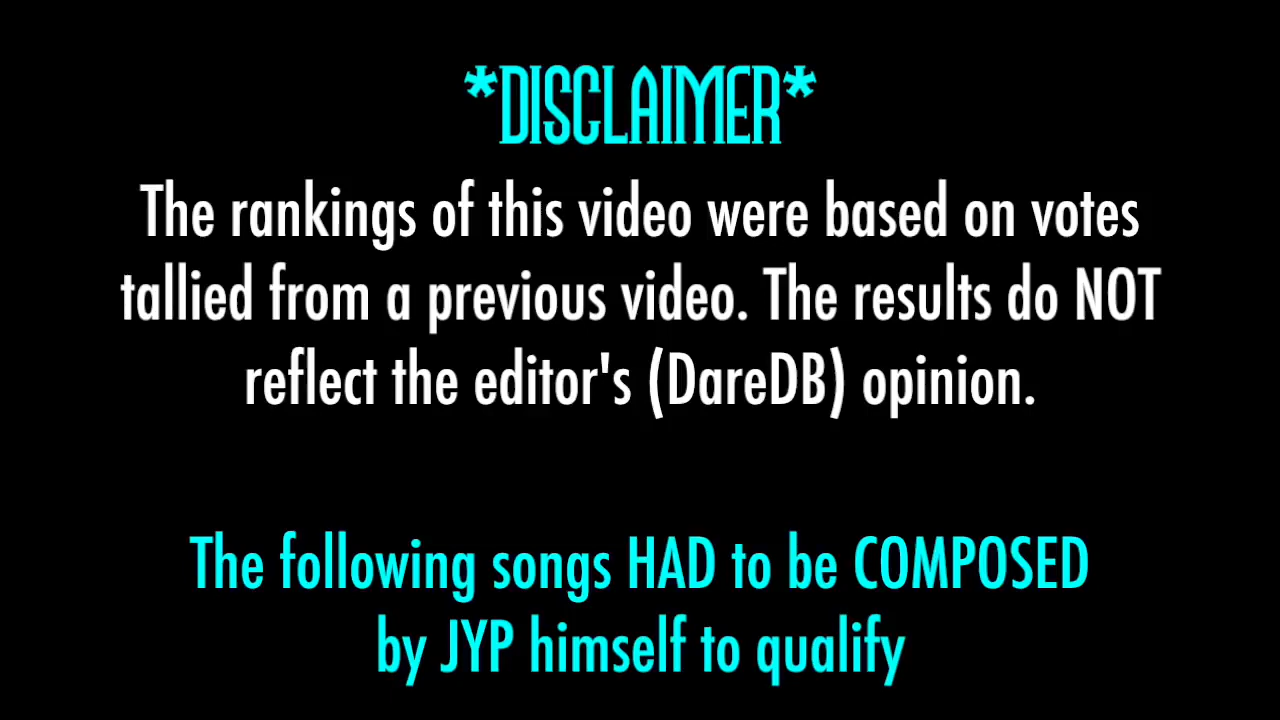 *DISCLAIMER*
The rankings of this video were based on votes
tallied from a previous video. The results do NOT
reflect the editor's (DareDB) opinion.
The following songs HAD to be COMPOSED
by JYP himself to qualify